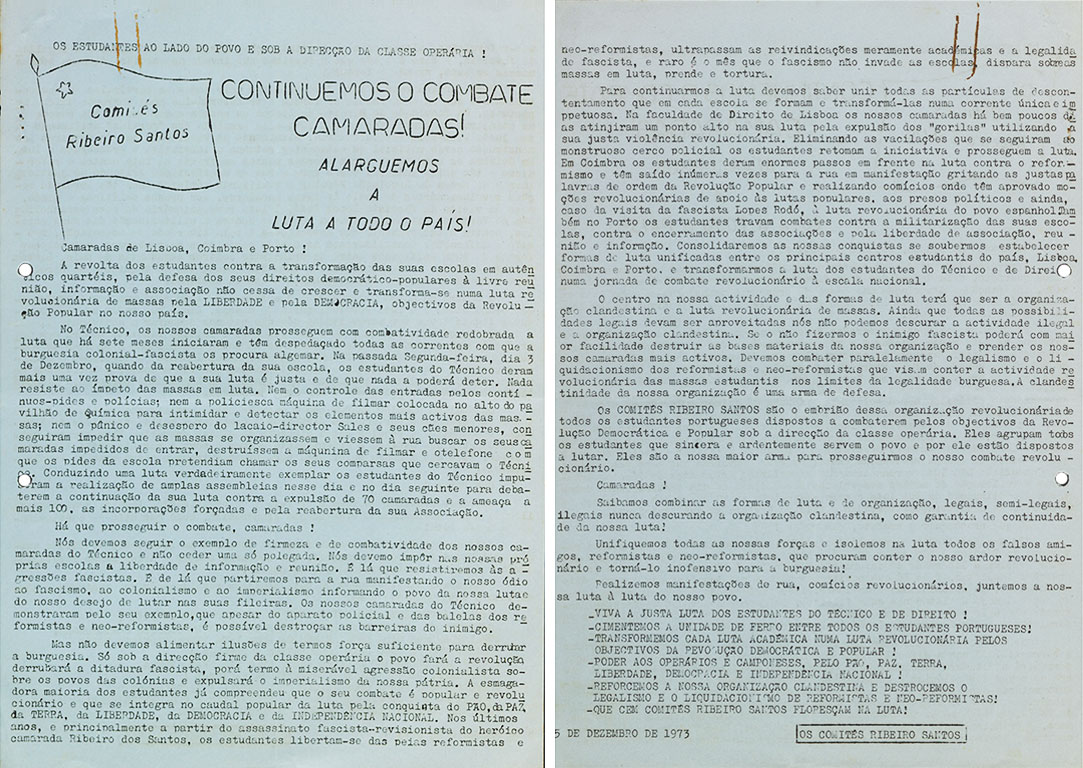 OS ESTUDANTES AO LADO DO POVO E SOB A DIRECÇÃO DA CLASSE OPERÁRIA !
Comités
Ribeiro Santos
CONTINUEMOS O COMBATE
CAMARADAS!
ALARGUEMOS
A
LUTA A TODO O PAÍS!
Camaradas de Lisboa, Coimbra e Porto !
A revolta dos estudantes contra a transformação das suas escolas em autên
ticos quartéis, pela defesa dos seus direitos democrático-populares à livre reu
nião, informação e associação não cessa de crescer e transforma-se numa luta re
volucionária de massas pela LIBERDADE e pela DEMOCRACIA, objectivos da Revolu –
ção Popular no nosso país.
No Técnico, os nossos camaradas prosseguem com combatividade redobrada a
luta que há sete meses iniciaram e têm despedaçado todas as correntes com que a
burguesia colonial-fascista os procura algemar. Na passada Segunda-feira, dia 3
de Dezembro, quando da reabertura da sua escola, os estudantes do Técnico deram
mais uma vez prova de que a sua luta é justa e de que nada a poderá deter. Nada
resiste ao ímpeto das massas em luta. Nem o controle das entradas pelos contí –
nuos-pides e polícias; nem a policiesca máquina de filmar colocada no alto do pa
vilhão de Química para intimidar e detectar os elementos mais activos das mas-
sas; nem o pânico e desespero do lacaio-director Sales e seus cães menores, con
seguiram impedir que as massas se organizassem e viessem à rua buscar os seus ca
maradas impedidos de entrar, destruíssem a máquina de filmar e o telefone com
que os pides da escola pretendiam chamar os seus comparsas que cercavam o Técni
co. Conduzindo uma luta verdadeiramente exemplar os estudantes do Técnico impu-
seram a realização de amplas assembleias nesse dia e no dia seguinte para deba-
terem a continuação da sua luta contra a expulsão de 70 camaradas e a ameaça a
mais 100, as incorporações forçadas e pela reabertura da sua Associação.
Há que prosseguir o combate, camaradas !
Nós devemos seguir o exemplo de firmeza e de combatividade dos nossos ca-
maradas do Técnico e não ceder uma só polegada. Nós devemos impôr nas nossas pró
prias escolas a liberdade de informação e reunião. É lá que resistiremos às a –
gressões fascistas. É de lá que partiremos para a rua manifestando o nosso ódio
ao fascismo, ao colonialismo e ao imperialismo informando o povo da nossa luta e
do nosso desejo de lutar nas suas fileiras. Os nossos camaradas do Técnico de-
monstraram pelo seu exemplo, que apesar do aparato policial e das balelas dos re
formistas e neo-reformistas, é possível destroçar as barreiras do inimigo.
Mas não devemos alimentar ilusões de termos força suficiente para derrubar
a burguesia. Só sob a direcção firme da classe operária o povo fará a revolução
derrubará a ditadura fascista, porá termo à miserável agressão colonialista so-
bre os povos das colónias e expulsará o imperialismo da nossa pátria. A esmaga-
dora maioria dos estudantes já compreendeu que o seu combate é popular e revolu
cionário e que se integra no caudal popular da luta pela conquista do PÃO, da PAZ
da TERRA, da LIBERDADE, da DEMOCRACIA e da INDEPENDÊNCIA NACIONAL. Nos últimos
anos, e principalmente a partir do assassinato fascista-revisionista do heróico
camarada Ribeiro dos Santos, os estudantes libertam-se das peias reformistas e
neo-reformistas, ultrapassam as reivindicações meramente académicas e a legalida
de fascista, e raro é o mês que o fascismo não invade as escolas, dispara sobre as
massas em luta, prende e tortura.
Para continuarmos a luta devemos saber unir todas as partículas de descon-
tentamento que em cada escola se formam e transformá-las numa corrente única e im
ppetuosa. Na faculdade de Direito de Lisboa os nossos camaradas há bem poucos di
as atinjiram um ponto alto na sua luta pela expulsão dos "gorilas" utilizando a
sua justa violência revolucionária. Eliminando as vacilações que se seguiram ao
monstruoso cerco policial os estudantes retomam a iniciativa e prosseguem a luta.
Em Coimbra os estudantes deram enormes passos em frente na luta contra o refor-
mismo e têm saído inúmeras vezes para a rua em manifestação gritando as justas pa
lavras de ordem da Revolução Popular e realizando comícios onde têm aprovado mo-
ções revolucionárias de apoio às lutas populares. aos presos políticos e ainda,
caso da visita do fascista Lopes Rodó, à luta revolucionária do povo espanhol Tam
bém no Porto os estudantes travam combates contra a militarização das suas esco-
las, contra o encerramento das associações e pela liberdade de associação, reu –
nião e informção. Consolidaremos as nossas conquistas se soubermos estabelecer
formas de luta unificadas entre os principais centros estudantis do país, Lisboa,
Coimbra e Porto. e transformarmos a luta dos estudantes do Técnico e de Direito
numa jornada de combate revolucionário à escala nacional.
O centro na nossa actividade e das formas de luta terá que ser a organiza-
ção clandestina e a luta revolucionária de massas. Ainda que todas as possibili-
dades legais devam ser aproveitadas nós não podemos descurar a actividade ilegal
e a organização clandestina. Se não fizermos o inimigo fascista poderá com mai
or facilidade destruir as bases materiais da nossa organização e prender os nos-
sos camaradas mais activos. Devemos combater paralelamente o legalismo e o li –
quidacionismo dos reformistas e neo-reformistas que visam conter a actividade re
volucionária das massas estudantis nos limites da legalidade burguesa.A clandes
tinidade da nossa organização é uma arma de defesa.
Os COMITÉS RIBEIRO SANTOS são o embrião dessa organização revolucionária de
todos os estudantes portugueses dispostos a combaterem pelos objectivos da Revo-
lução Democrática e Popular sob a direcção da classe operária. Eles agrupam todos
os estudantes que sincera e ardentemente servem o povo e por ele estão dispostos
a lutar. Eles são a nossa maior arma para prosseguirmos o nosso combate revolu –
cionário.
Camaradas !
Saibamos combinar as formas de luta e de organização, legais, semi-legais,
ilegais nunca descurando a organização clandestina, como garantia de continuida-
de da nossa luta!
Unifiquemos todas as nossas forças e isolemos na luta todos os falsos ami-
gos, reformistas e neo-reformistas, que procuram conter o nosso ardor revolucio-
nário e torná-lo inofensivo para a burguesia!
Realizemos manifestações de rua, comícios revolucionários, juntemos a nos-
sa luta à luta do nosso povo.
-VIVA A JUSTA LUTA DOS ESTUDANTES DO TÉCNICO E DE DIREITO !
-CIMENTEMOS A UNIDADE DE FERRO ENTRE TODOS OS ESTUDANTES PORTUGUESES!
-TRANSFORMEMOS CADA LUTA ACADÉMICA NUMA LUTA REVOLUCIONÁRIA PELOS
OBJECTIVOS DA REVOLUÇÃO DEMOCRÁTICA E POPULAR !
-PODER AOS OPERÁRIOS E CAMPONESES, PELO PÃO, PAZ, TERRA,
LIBERDADE, DEMOCRACIA E INDEPENDÊNCIA NACIONAL !
-REFORCEMOS A NOSSA ORGANIZAÇÃO CLANDESTINA E DESTROCEMOS O
LEGALISMO E O LIQUIDACIONISMO DE REFORMISTAS E NEO-REFORMISTAS!
-QUE CEM COMITÉS RIBEIRO SANTOS FLORESÇAM NA LUTA!
5 DE DEZEMBRO DE 1973
OS COMITÉS RIBEIRO SANTOS